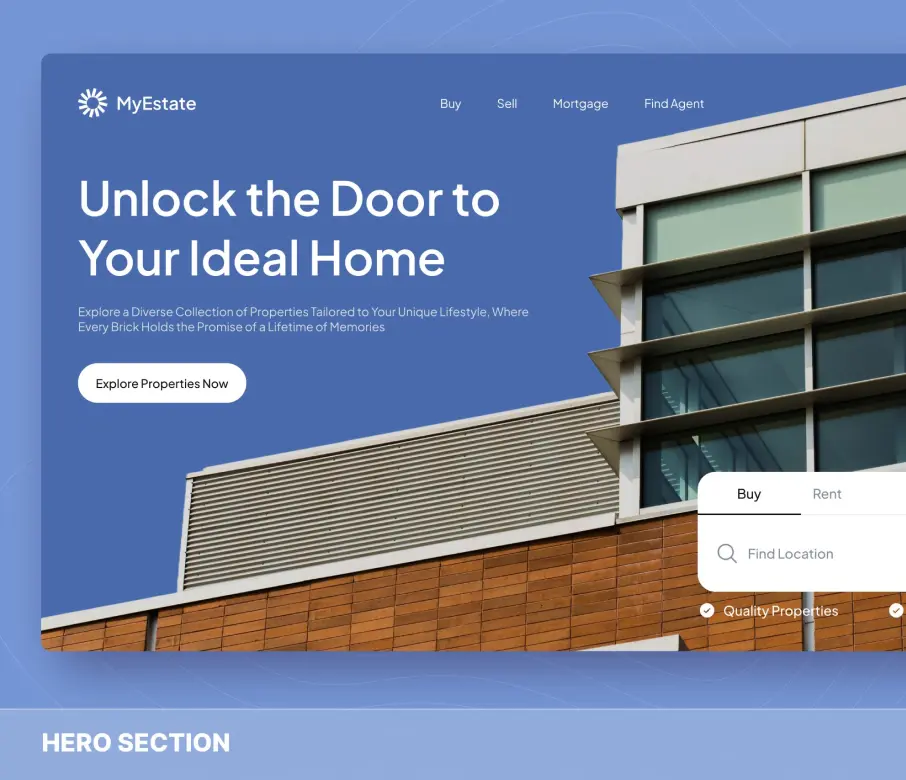 MyEstate
Buy Sell Mortgage Find Agent
Unlock the Door to
Your Ideal Home
Explore a Diverse Collection of Properties Tailored to Your Unique Lifestyle, Where
Every Brick Holds the Promise of a Lifetime of Memories
Explore Properties Now
Buy Rent
Find Location
Quality Properties
HERO SECTION